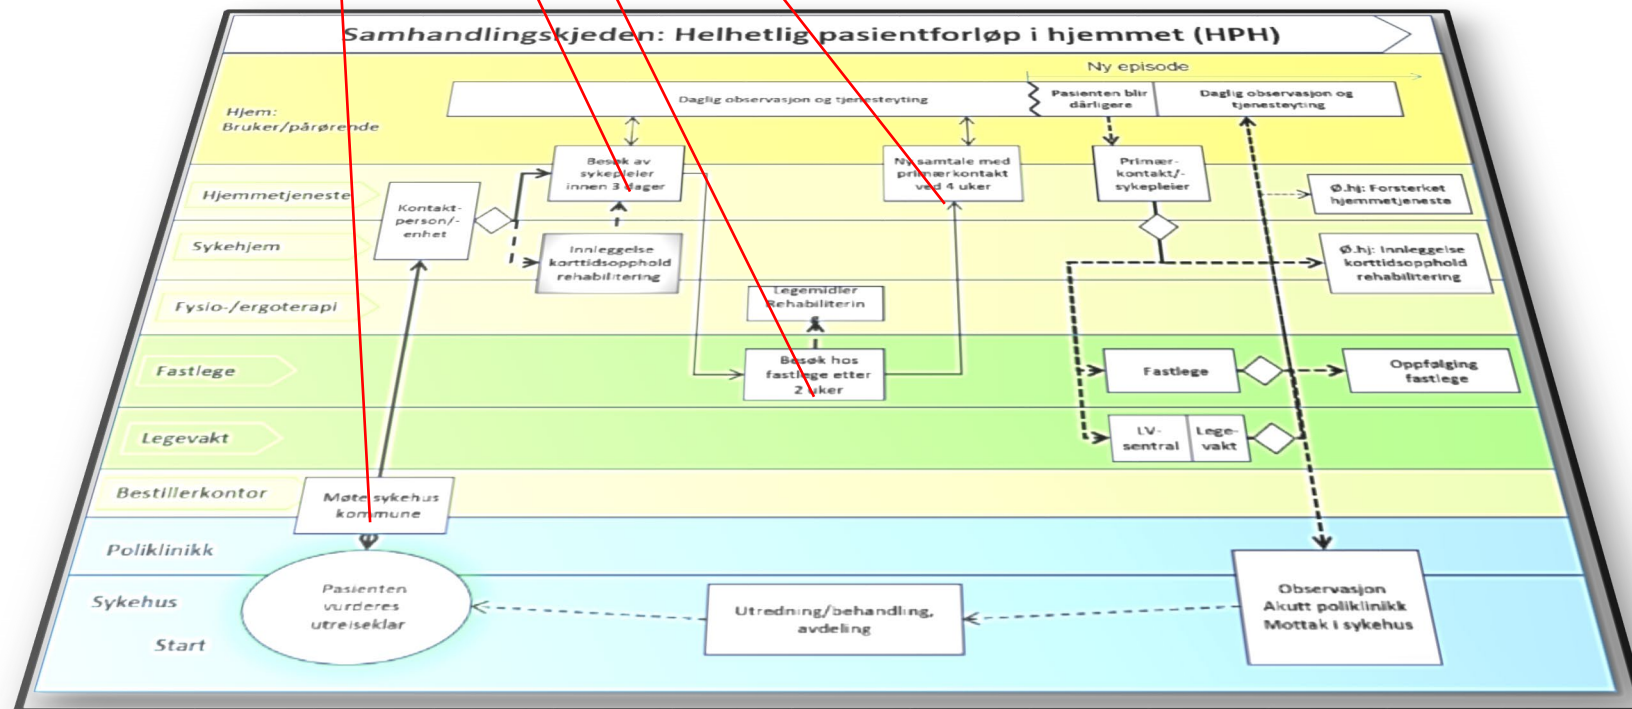 Samhandlingskjeden: Helhetlig pasientforløp i hjemmet (HPH)
Ny episode
Hjem:
Bruker/pårørende
Daglig observasjon og tjenesteyting
Pasienten blir
dårligere
Daglig observasjon og
tjenesteyting
Hjemmetjeneste
Kontakt-
person/-
enhet
Besøk av
sykepleier
innen 3 dager
Ny samtale med
primærkontakt
ved 4 uker
Primær-
kontakt/-
sykepleier
Ø.hj: Forsterket
hjemmetjeneste
Sykehjem
Innleggelse
korttidsopphold
rehabilitering
Ø.hj: Innleggelse
korttidsopphold
rehabilitering
Fysio-/ergoterapi
Legemidler
Rehabiliterin
g
Fastlege
Besøk hos
fastlege etter
2 uker
Fastlege
Oppfølging
fastlege
Legevakt
LV-
sentral
Lege-
vakt
Bestillerkontor
Møte sykehus
kommune
Poliklinikk
Sykehus
Start
Pasienten
vurderes
utreiseklar
Utredning/behandling,
avdeling
Observasjon
Akutt poliklinikk
Mottak i sykehus